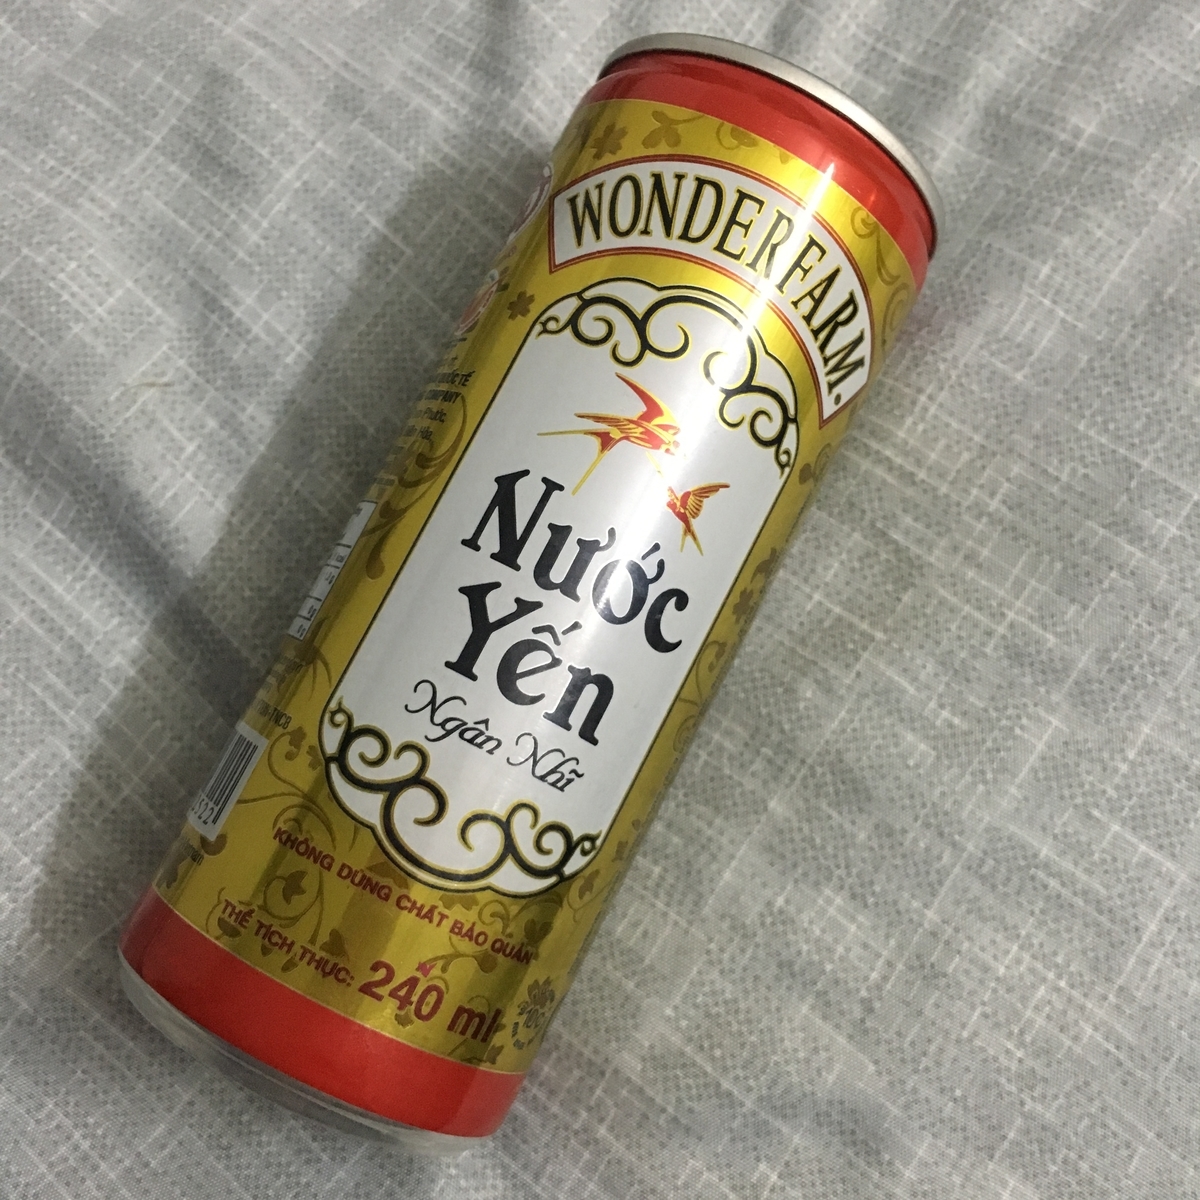 WONDERFARM.
Nước
Yến
Ngân Nhĩ
KHÔNG DÙNG CHẤT BẢO QUẢN
THỂ TÍCH THỰC: 240 ml